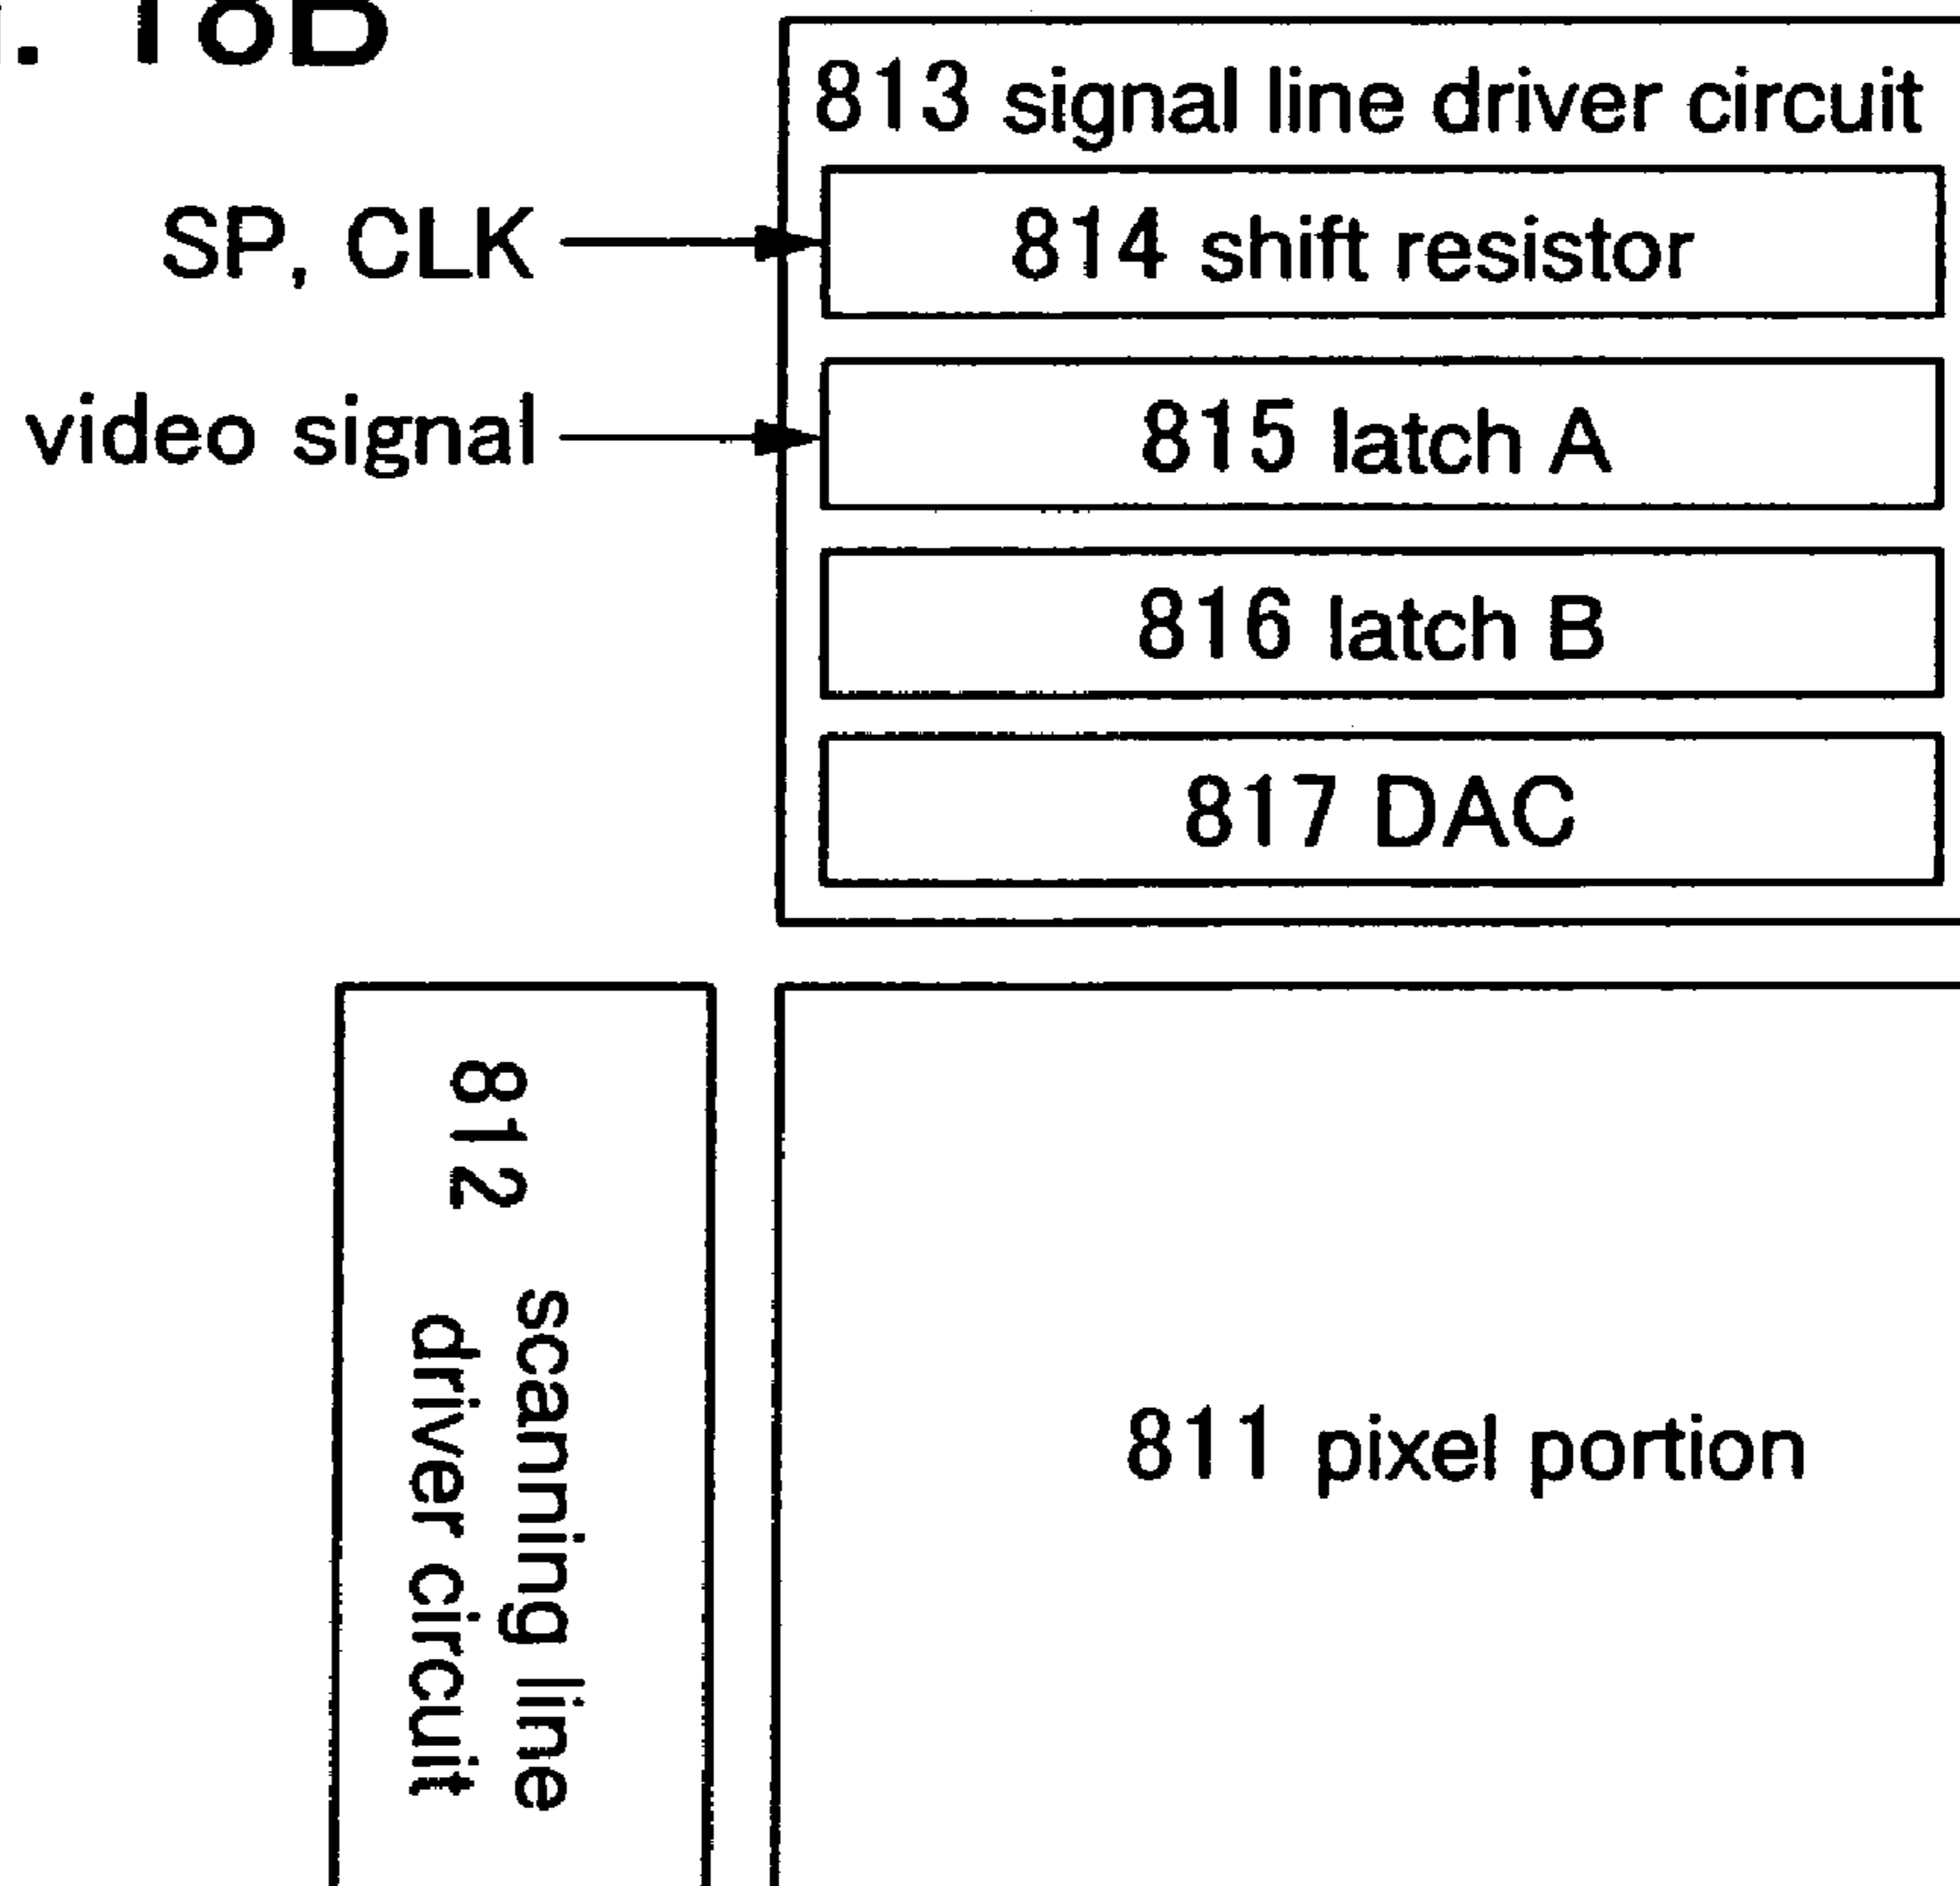 18B
813 signal line driver circuit
SP, CLK
814 shift resistor
video signal
815 latch A
816 latch B
817 DAC
812 scanning line
driver circuit
811 pixel portion